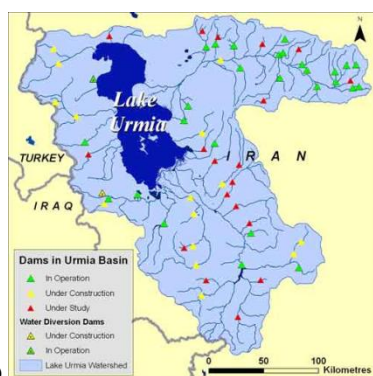 N
Lake
Urmia
TURKEY
IRAN
IRAQ
Dams in Urmia Basin
In Operation
Under Construction
Under Study
Water Diversion Dams
Under Construction
In Operation
Lake Urmia Watershed
0 50 100
Kilometres